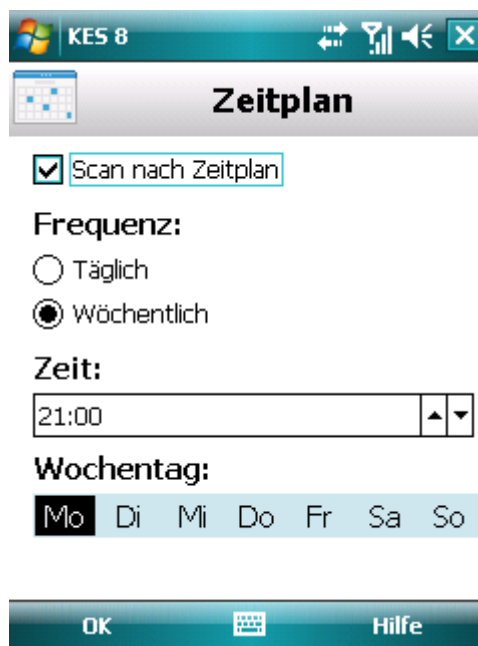 KES 8
Zeitplan
Scan nach Zeitplan
Frequenz:
Täglich
Wöchentlich
Zeit:
21:00
Wochentag:
Mo Di Mi Do Fr Sa So
OK Hilfe